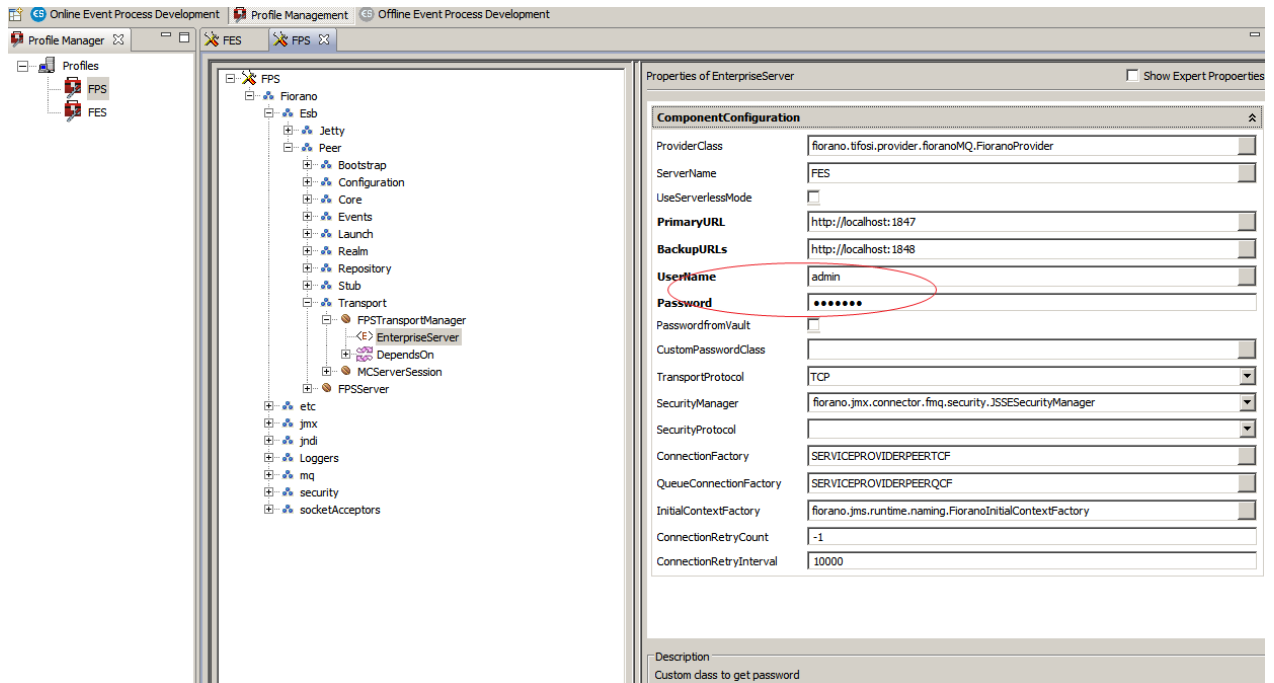 Online Event Process Development Profile Management Offline Event Process Development
Profile Manager
Profiles
FPS
FES
FES FPS
FPS
Fiorano
Esb
Jetty
Peer
Bootstrap
Configuration
Core
Events
Launch
Realm
Repository
Stub
Transport
FPSTransportManager
<E> EnterpriseServer
DependsOn
MCServerSession
FPSServer
etc
jmx
jndi
Loggers
mq
security
socketAcceptors
Properties of EnterpriseServer Show Expert Propoerties
ComponentConfiguration
ProviderClass fiorano.tifosi.provider.fioranoMQ.FioranoProvider
ServerName FES
UseServerlessMode
PrimaryURL http://localhost:1847
BackupURLs http://localhost:1848
UserName admin
Password •••••••
PasswordfromVault
CustomPasswordClass
TransportProtocol TCP
SecurityManager fiorano.jmx.connector.fmq.security.JSSESecurityManager
SecurityProtocol
ConnectionFactory SERVICEPROVIDERPEERTCF
QueueConnectionFactory SERVICEPROVIDERPEERQCF
InitialContextFactory fiorano.jms.runtime.naming.FioranoInitialContextFactory
ConnectionRetryCount -1
ConnectionRetryInterval 10000
Description
Custom class to get password